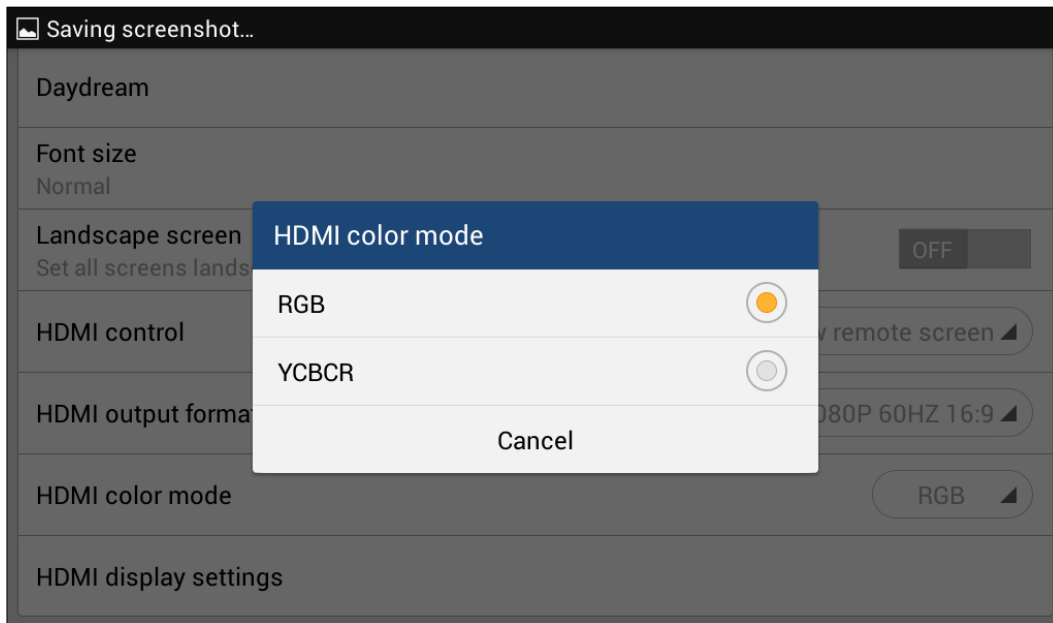 Saving screenshot...
Daydream
Font size
Normal
Landscape screen
Set all screens lands
OFF
HDMI color mode
RGB
YCBCR
Cancel
HDMI control
remote screen
HDMI output format
080P 60HZ 16:9
HDMI color mode
RGB
HDMI display settings